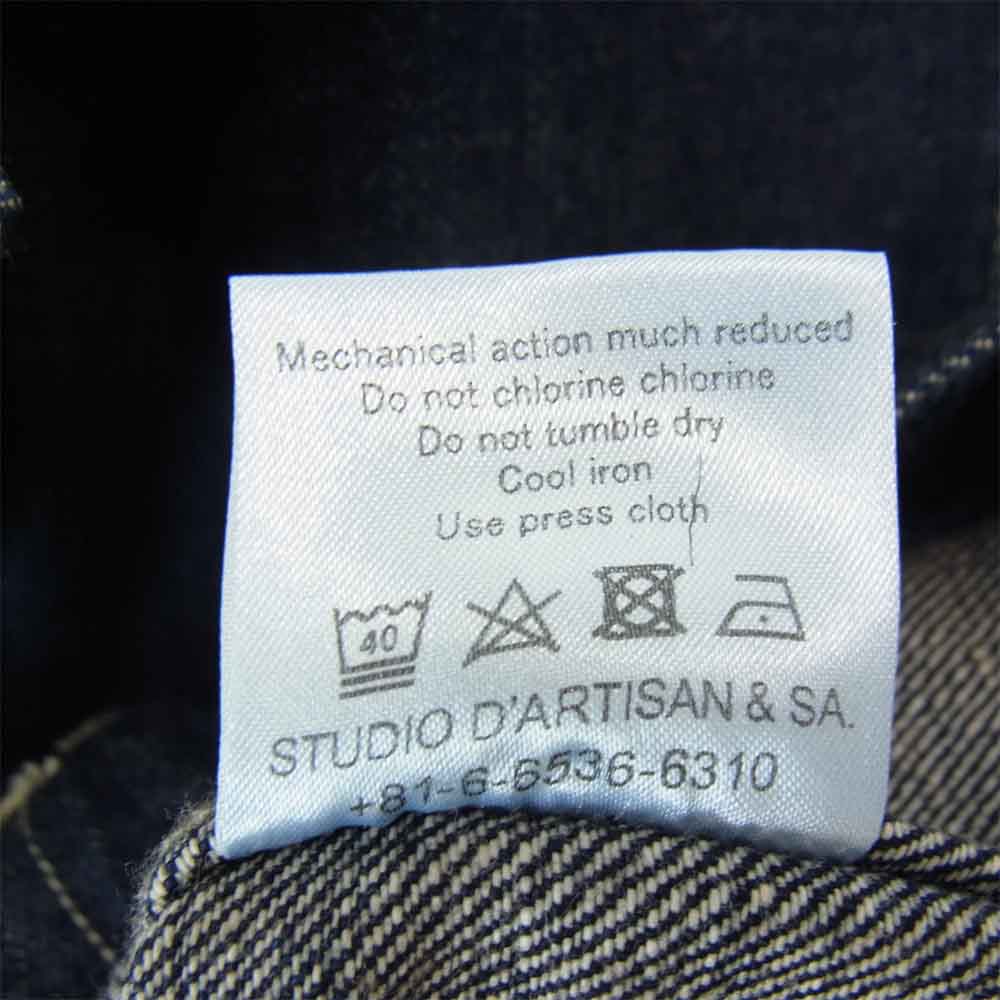 Mechanical action much reduced
Do not chlorine chlorine
Do not tumble dry
Cool iron
Use press cloth
40
STUDIO D'ARTISAN & SA.
+81-6-6536-6310